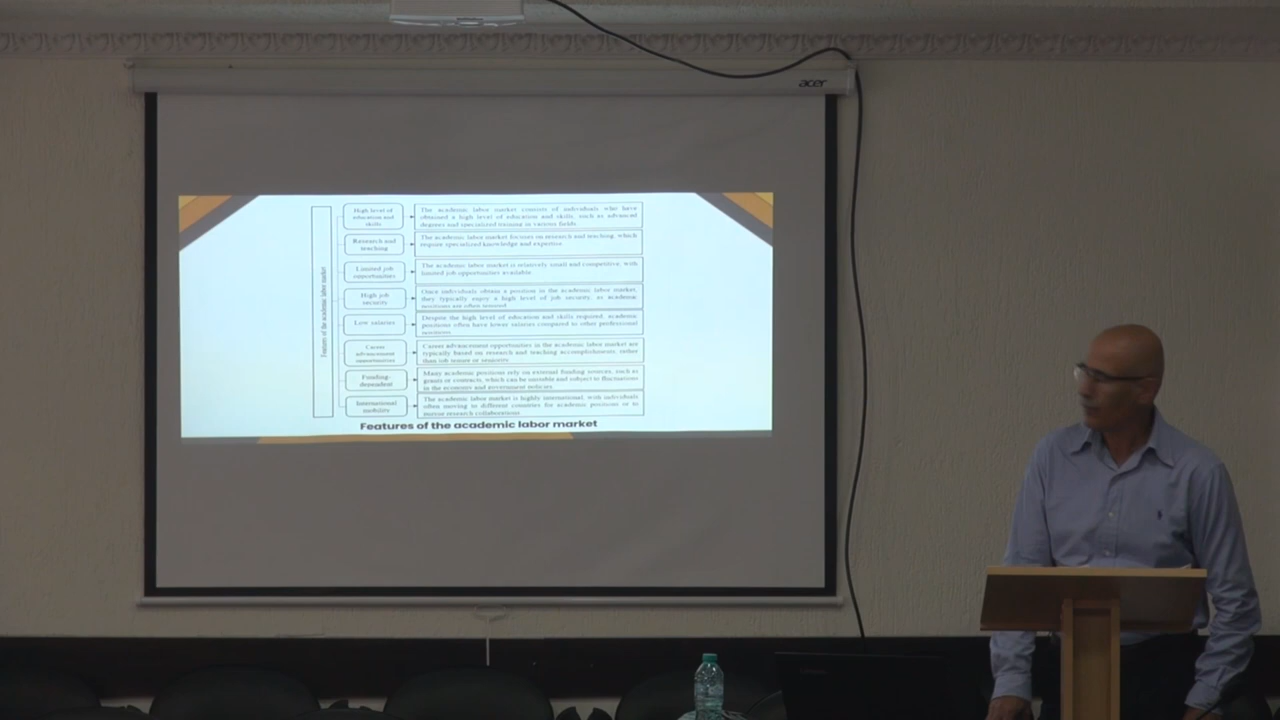 acer
Features of the academic labor market
High level of
education and
skills
The academic labor market consists of individuals who have
obtained a high level of education and skills, such as advanced
degrees and specialized training in various fields.
Research and
teaching
The academic labor market focuses on research and teaching, which
require specialized knowledge and expertise.
Limited job
opportunities
The academic labor market is relatively small and competitive, with
limited job opportunities available.
High job
security
Once individuals obtain a position in the academic labor market,
they typically enjoy a high level of job security, as academic
positions are often tenured.
Low salaries
Despite the high level of education and skills required, academic
positions often have lower salaries compared to other professional
positions.
Career
advancement
opportunities
Career advancement opportunities in the academic labor market are
typically based on research and teaching accomplishments, rather
than job tenure or seniority.
Funding-
dependent
Many academic positions rely on external funding sources, such as
grants or contracts, which can be unstable and subject to fluctuations
in the economy and government policies.
International
mobility
The academic labor market is highly international, with individuals
often moving to different countries for academic positions or to
pursue research collaborations.
Features of the academic labor market